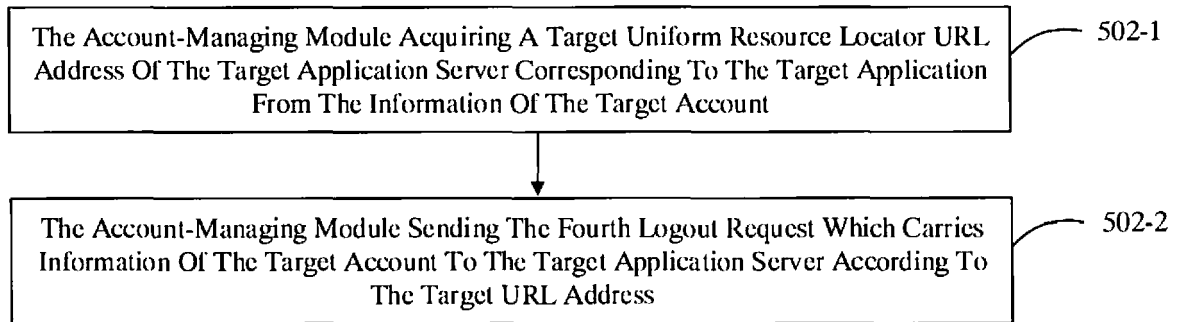 The Account-Managing Module Acquiring A Target Uniform Resource Locator URL
Address Of The Target Application Server Corresponding To The Target Application
From The Information Of The Target Account
502-1
The Account-Managing Module Sending The Fourth Logout Request Which Carries
Information Of The Target Account To The Target Application Server According To
The Target URL Address
502-2